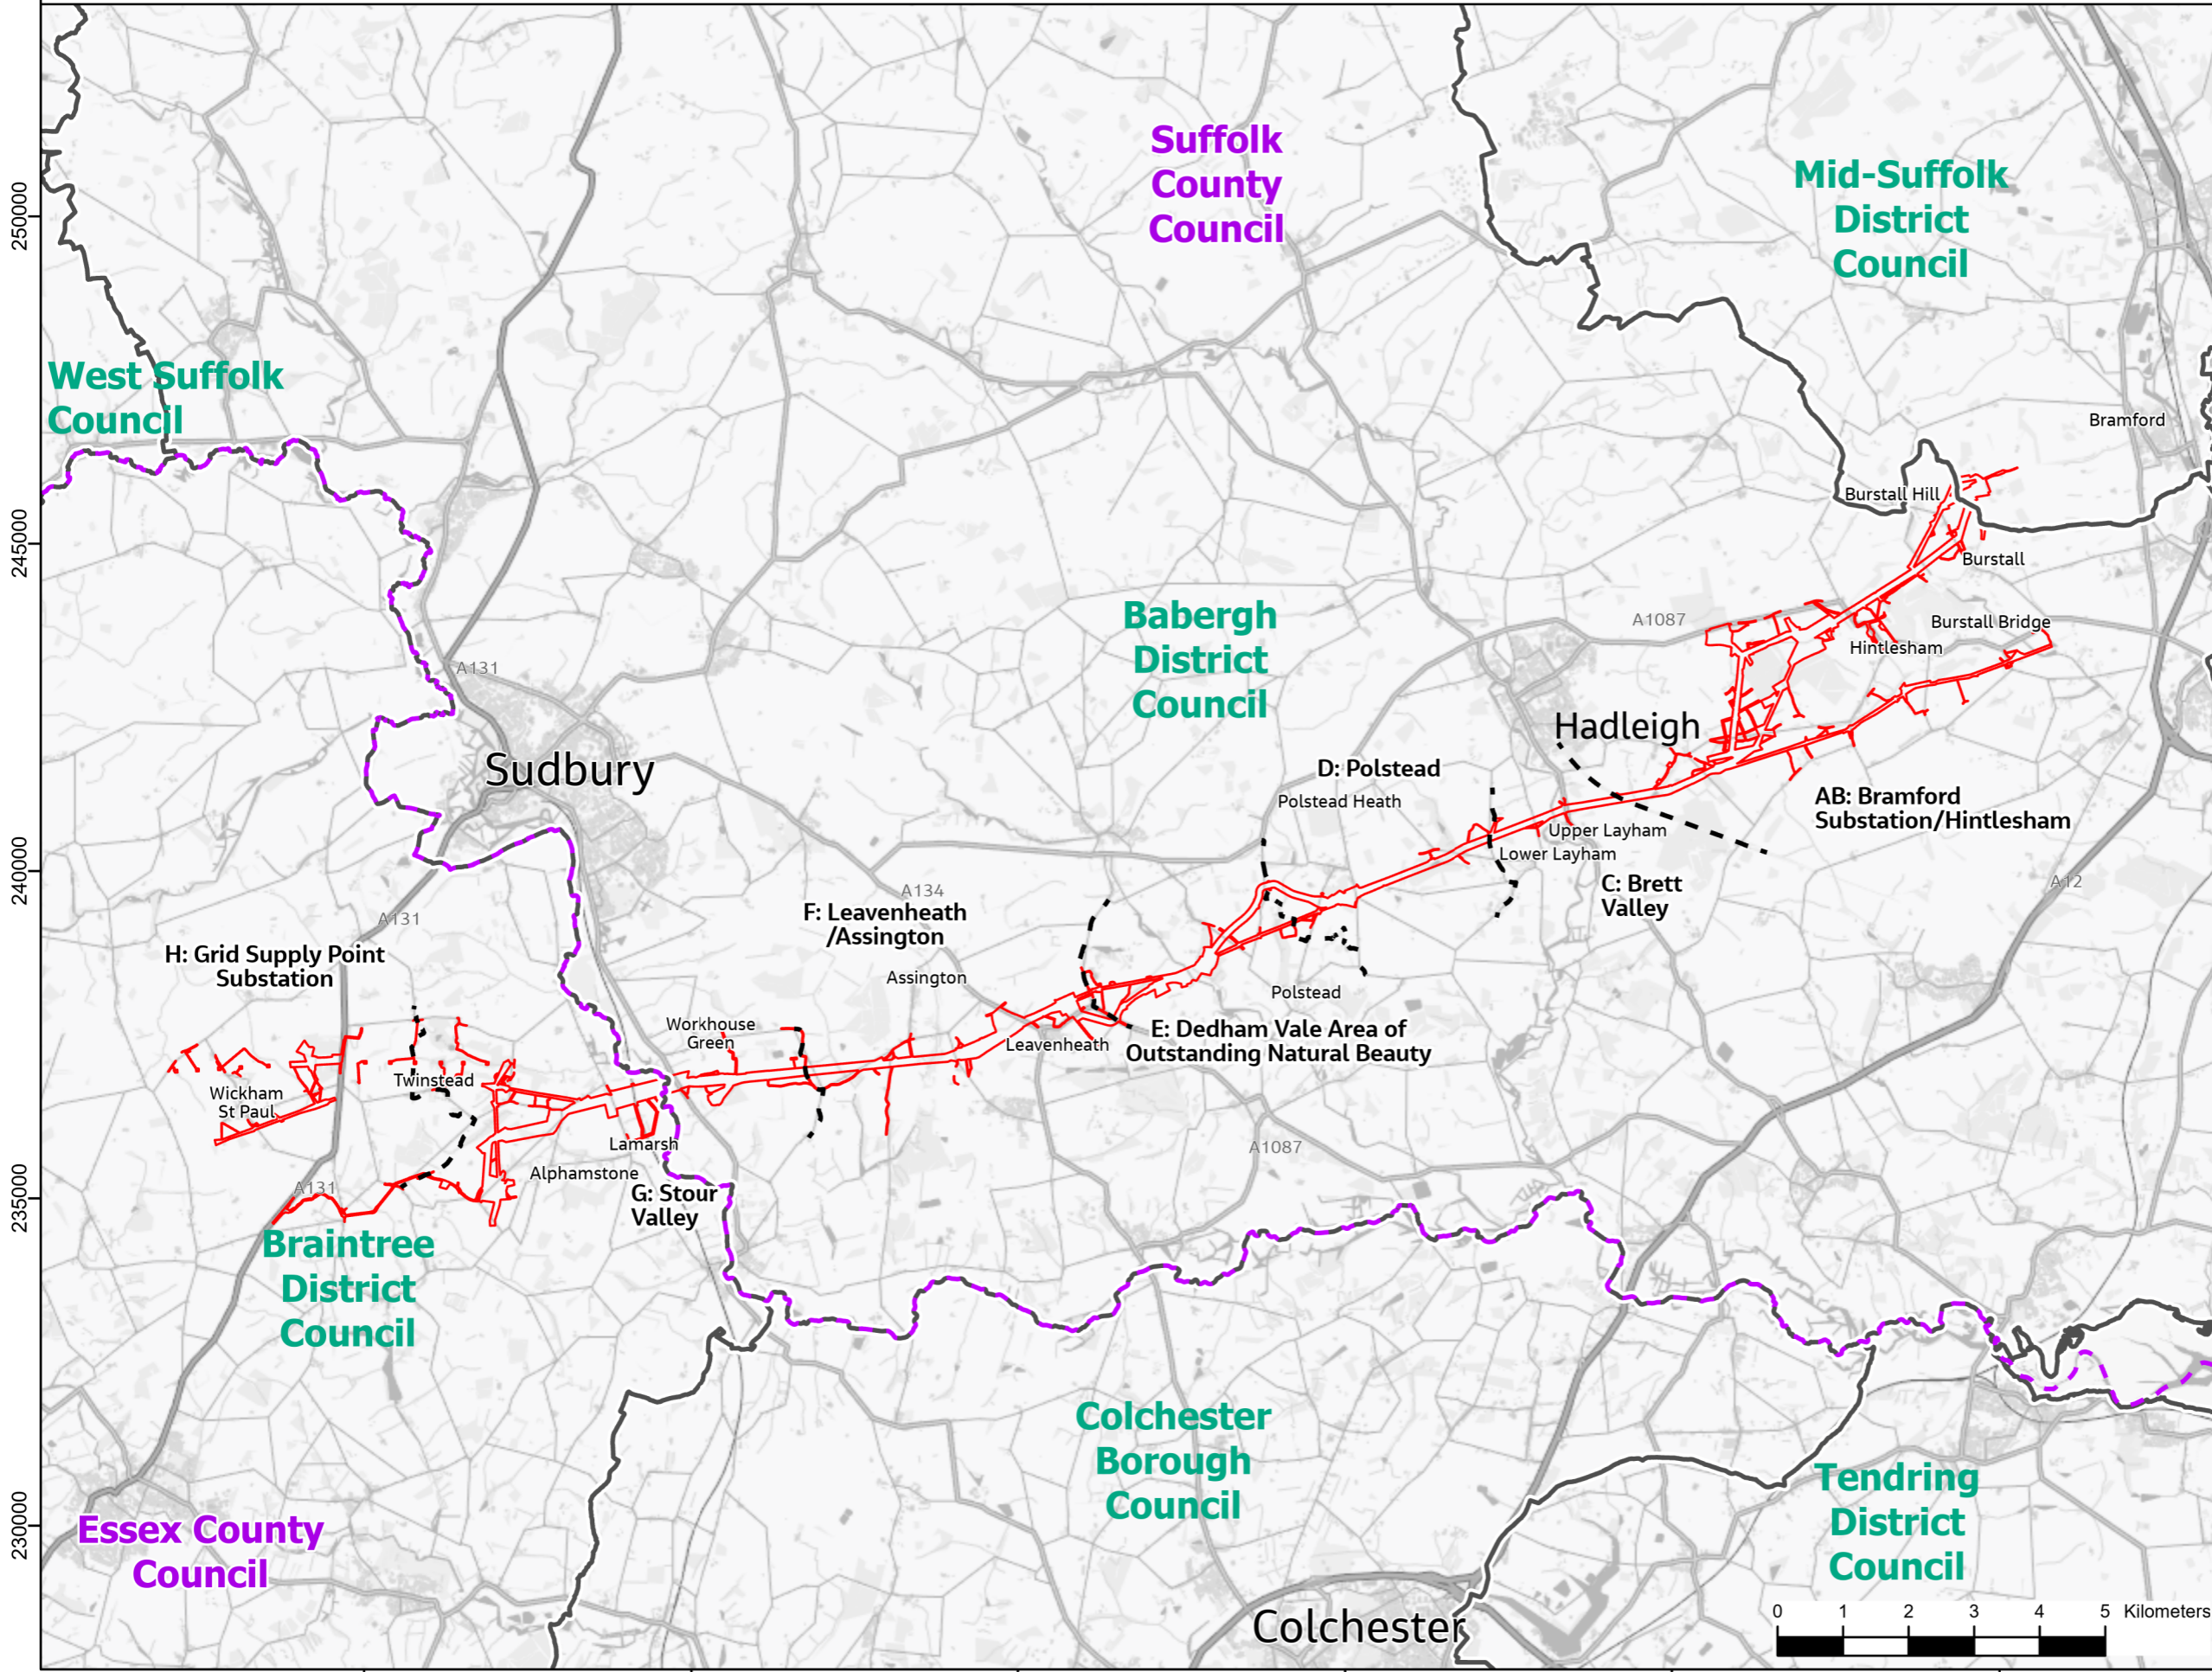 Suffolk
County
Council
Mid-Suffolk
District
Council
250000
West Suffolk
Council
Bramford
Burstall Hill
245000
Burstall
Babergh
District
Council
A1087
Burstall Bridge
Hintlesham
A131
Hadleigh
Sudbury
D: Polstead
Polstead Heath
AB: Bramford
Substation/Hintlesham
Upper Layham
Lower Layham
240000
A134
C: Brett
Valley
A12
F: Leavenheath
/Assington
A131
H: Grid Supply Point
Substation
Assington
Polstead
Workhouse
Green
E: Dedham Vale Area of
Outstanding Natural Beauty
Leavenheath
Twinstead
Wickham
St Paul
Lamarsh
A1087
Alphamstone
235000
A131
G: Stour
Valley
Braintree
District
Council
Colchester
Borough
Council
Tendring
District
Council
230000
Essex County
Council
Colchester
0 1 2 3 4 5 Kilometers